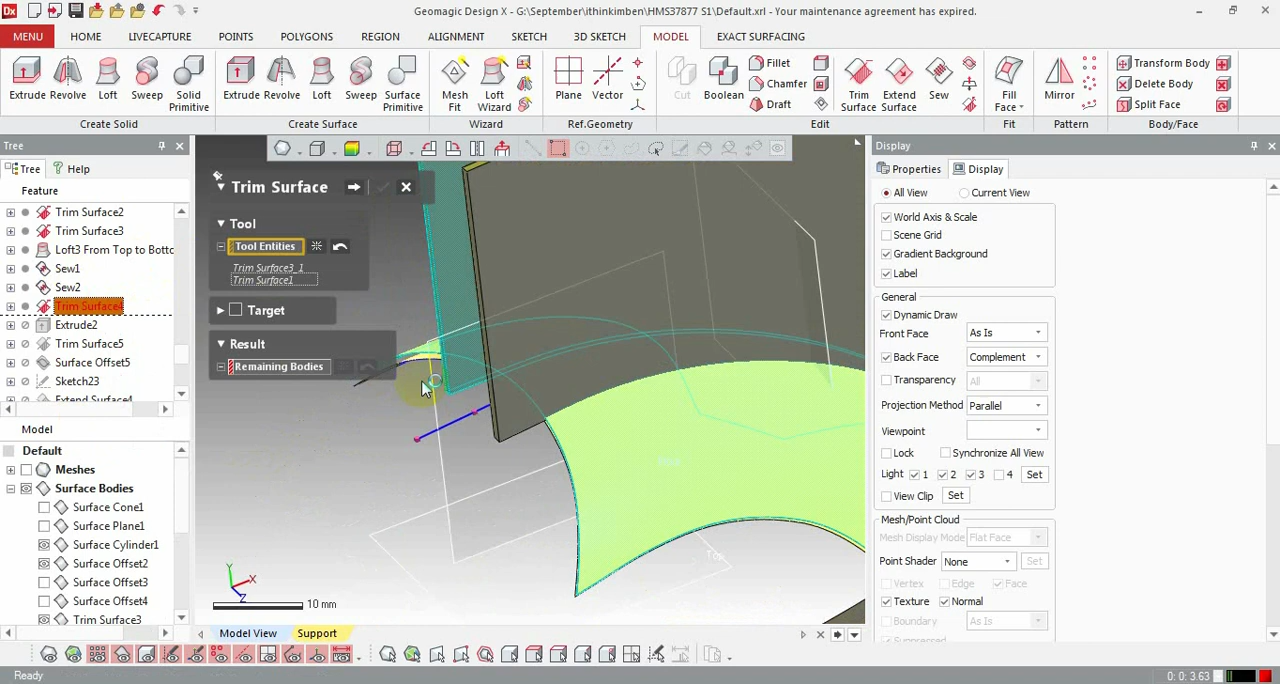 Dx
Geomagic Design X - G:\September\ithinkimben\HMS37877 S1\Default.xrl - Your maintenance agreement has expired.
MENU HOME LIVECAPTURE POINTS POLYGONS REGION ALIGNMENT SKETCH 3D SKETCH MODEL EXACT SURFACING
Extrude Revolve Loft Sweep Solid Primitive
Create Solid
Extrude Revolve Loft Sweep Surface Primitive
Create Surface
Mesh Fit Loft Wizard
Wizard
Plane Vector
Ref.Geometry
Cut Boolean Fillet Chamfer Draft Trim Surface Extend Surface Sew
Edit
Fill Face
Fit
Mirror
Pattern
Transform Body
Delete Body
Split Face
Body/Face
Tree
Tree Help
Feature
Trim Surface2
Trim Surface3
Loft3 From Top to Botto
Sew1
Sew2
Trim Surface4
Extrude2
Trim Surface5
Surface Offset5
Sketch23
Extend Surface4
Model
Default
Meshes
Surface Bodies
Surface Cone1
Surface Plane1
Surface Cylinder1
Surface Offset2
Surface Offset3
Surface Offset4
Trim Surface3
Trim Surface
Tool
Tool Entities
Trim Surface3_1
Trim Surface1
Target
Result
Remaining Bodies
Top
Y
X
Z
10 mm
Model View Support
Display
Properties Display
All View Current View
World Axis & Scale
Scene Grid
Gradient Background
Label
General
Dynamic Draw
Front Face As Is
Back Face Complement
Transparency All
Projection Method Parallel
Viewpoint
Lock Synchronize All View
Light 1 2 3 4 Set
View Clip Set
Mesh/Point Cloud
Mesh Display Mode Flat Face
Point Shader None Set
Vertex Edge Face
Texture Normal
Boundary As Is
Ready
0: 0: 3.63